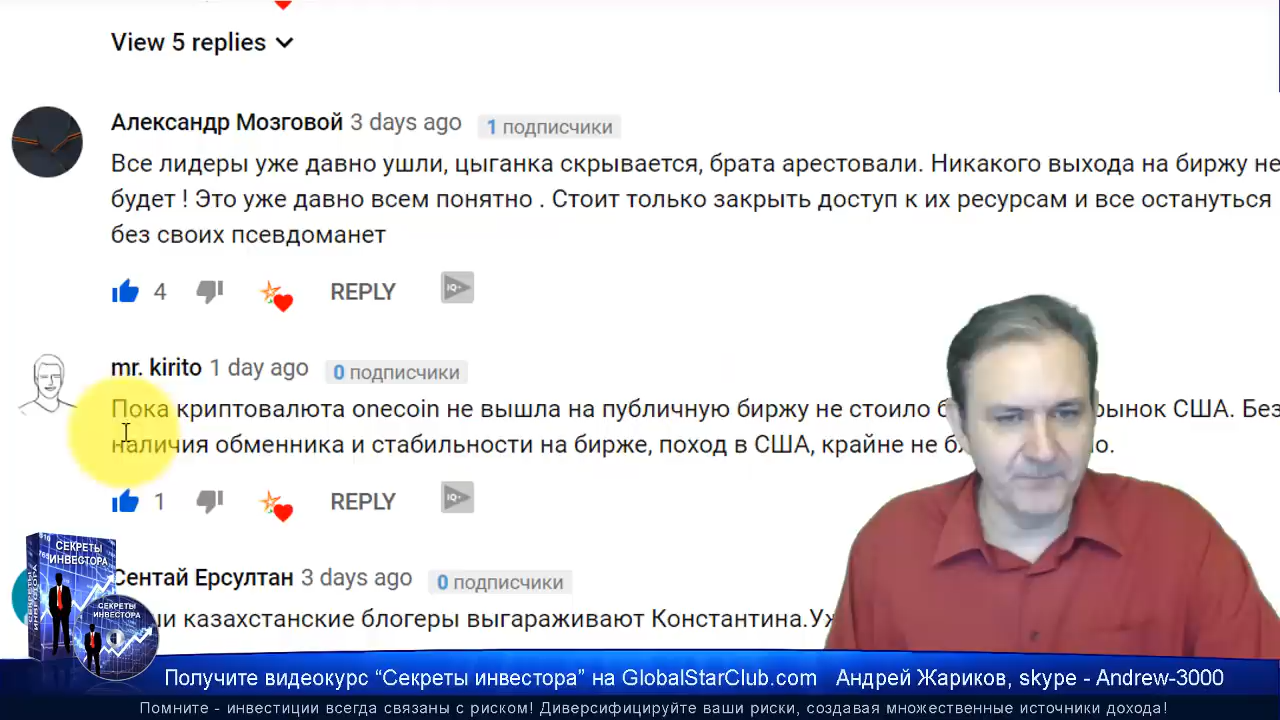 View 5 replies
Александр Мозговой 3 days ago 1 подписчики
Все лидеры уже давно ушли, цыганка скрывается, брата арестовали. Никакого выхода на биржу не
будет ! Это уже давно всем понятно . Стоит только закрыть доступ к их ресурсам и все остануться
без своих псевдоманет
4 REPLY IQ+
mr. kirito 1 day ago 0 подписчики
Пока криптовалюта onecoin не вышла на публичную биржу не стоило рынок США. Без
наличия обменника и стабильности на бирже, поход в США, крайне не
1 REPLY IQ+
Сентай Ерсултан 3 days ago 0 подписчики
казахстанские блогеры выгараживают Константина.
СЕКРЕТЫ
ИНВЕСТОРА
СЕКРЕТЫ
ИНВЕСТОРА
Получите видеокурс “Секреты инвестора” на GlobalStarClub.com Андрей Жариков, skype - Andrew-3000
Помните - инвестиции всегда связаны с риском! Диверсифицируйте ваши риски, создавая множественные источники дохода!